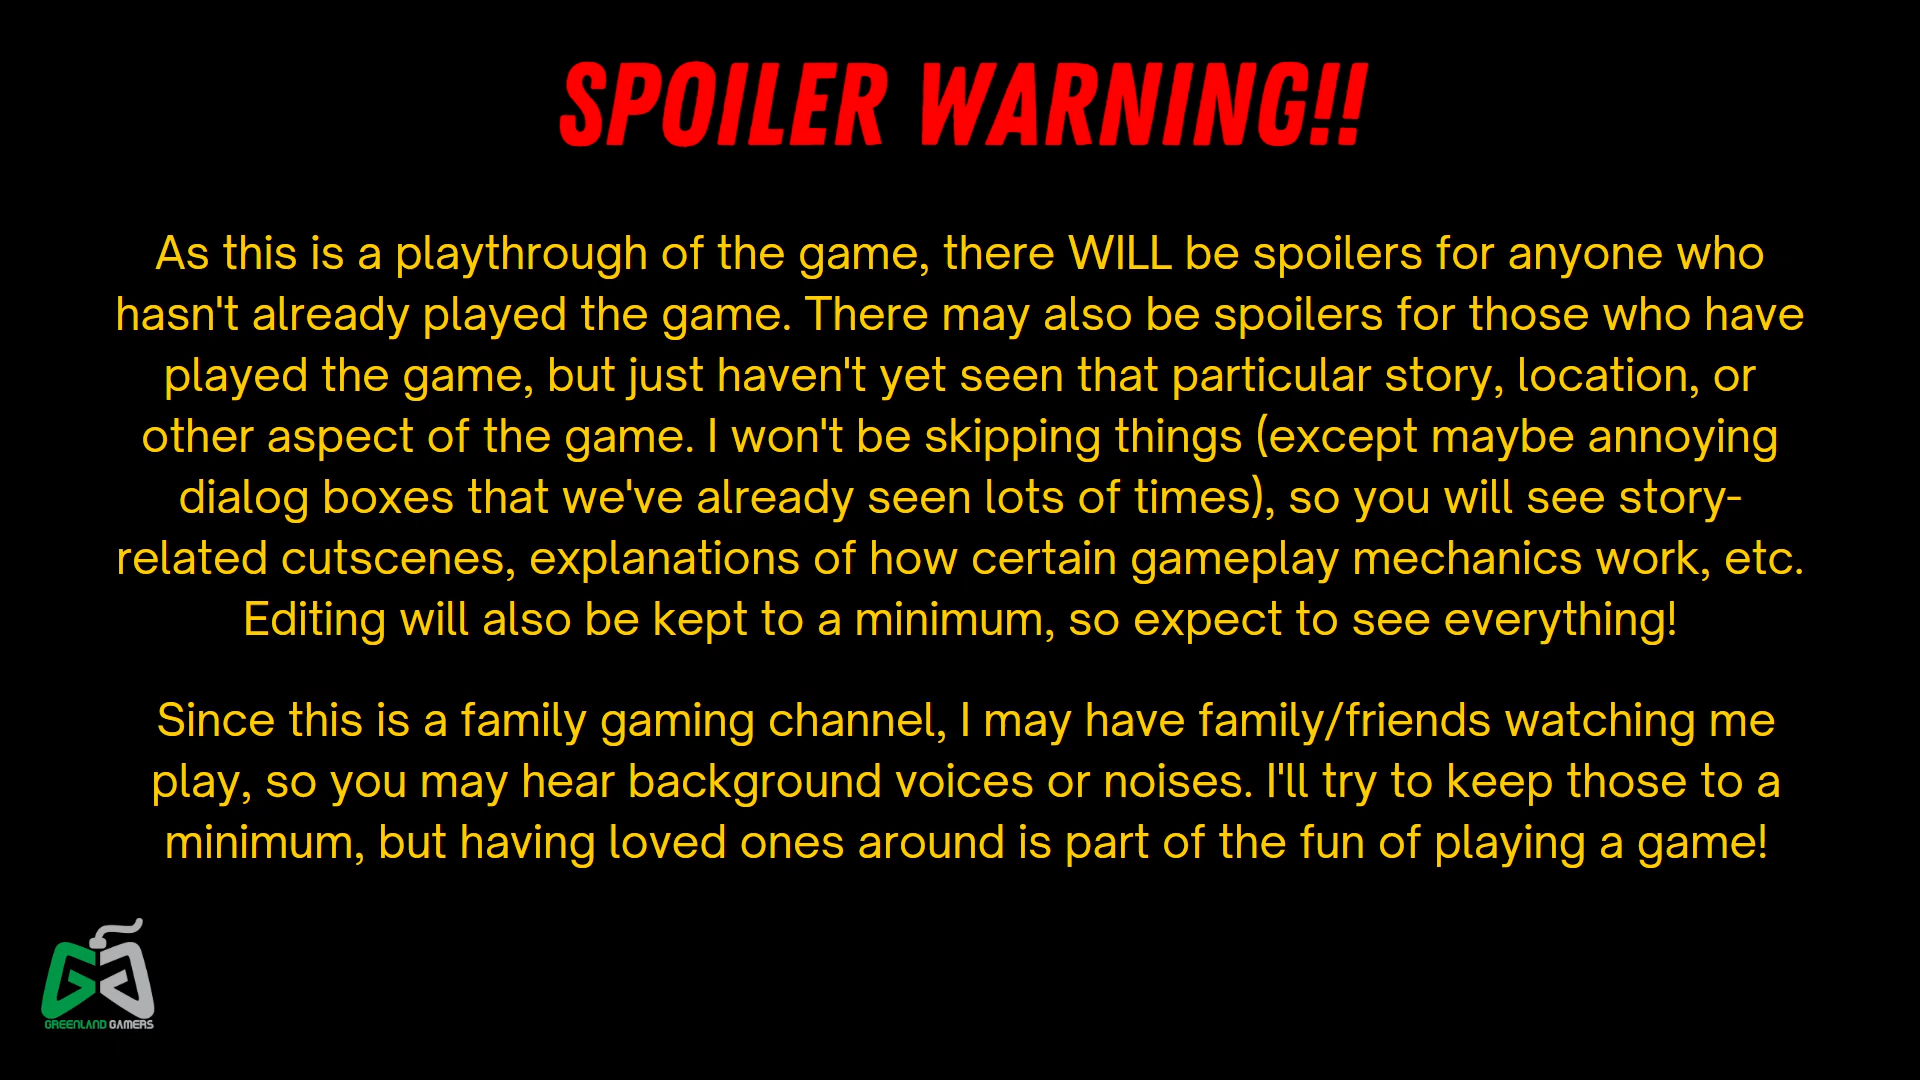 SPOILER WARNING!!
As this is a playthrough of the game, there WILL be spoilers for anyone who
hasn't already played the game. There may also be spoilers for those who have
played the game, but just haven't yet seen that particular story, location, or
other aspect of the game. I won't be skipping things (except maybe annoying
dialog boxes that we've already seen lots of times), so you will see story-
related cutscenes, explanations of how certain gameplay mechanics work, etc.
Editing will also be kept to a minimum, so expect to see everything!
Since this is a family gaming channel, I may have family/friends watching me
play, so you may hear background voices or noises. I'll try to keep those to a
minimum, but having loved ones around is part of the fun of playing a game!
GG
GREENLAND GAMERS